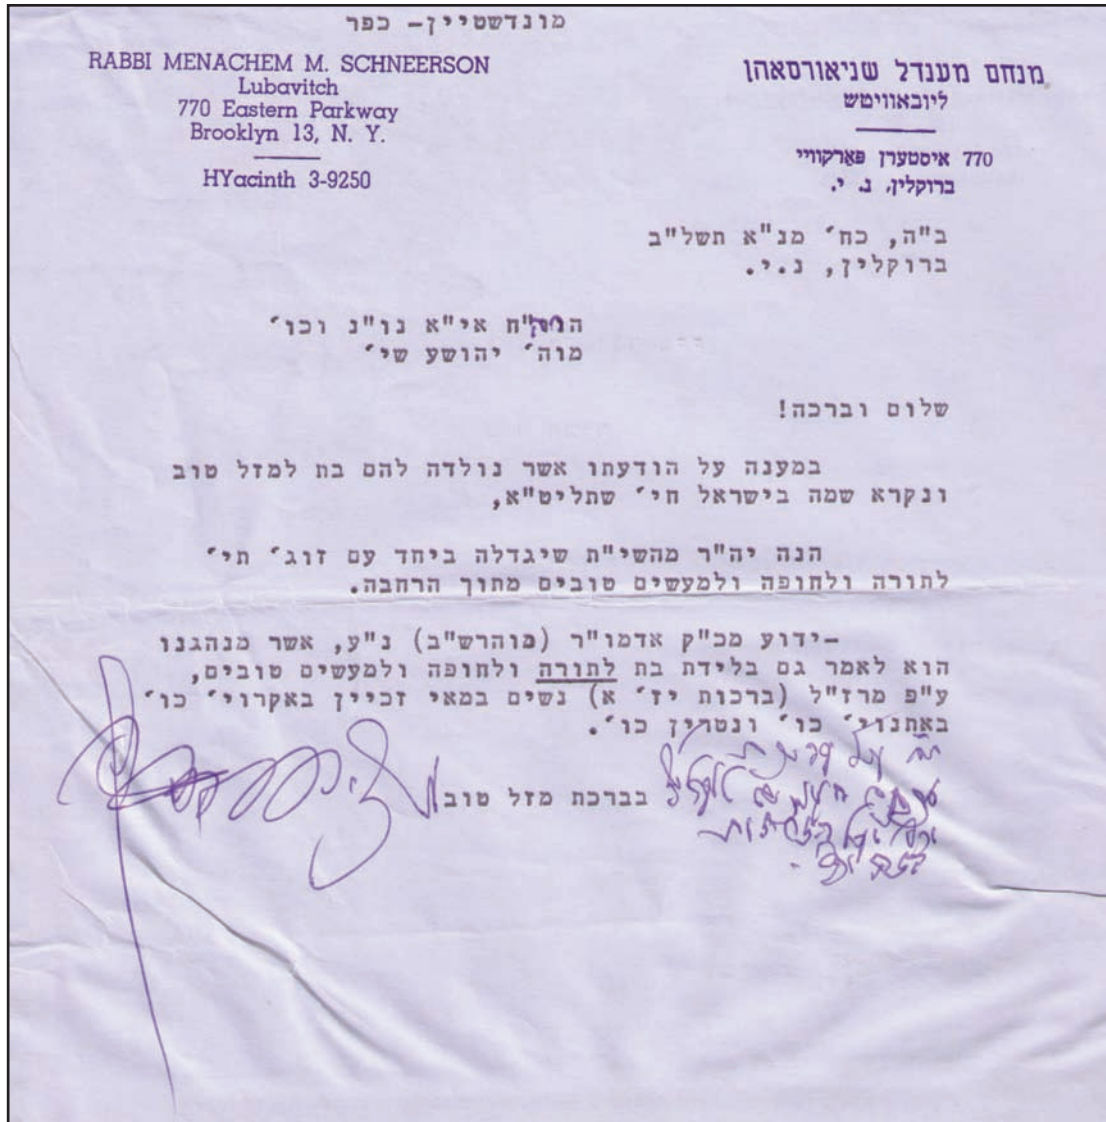 מונדשטיין- כפר
RABBI MENACHEM M. SCHNEERSON
Lubavitch
770 Eastern Parkway
Brooklyn 13, N. Y.
HYacinth 3-9250
מנחם מענדל שניאורסאהן
ליובאוויטש
770 איסטערן פארקוויי
ברוקלין, נ. י.
ב"ה, כח' מנ"א תשל"ב
ברוקלין, נ.י.
אי"א נו"נ וכו'
מוה' יהושע שי'
שלום וברכה!
במענה על הודעתו אשר נולדה להם בת למזל טוב
ונקרא שמה בישראל חי' שתליט"א,
הנה יה"ר מהשי"ת שיגדלה ביחד עם זוג' תי'
לתורה ולחופה ולמעשים טובים מתוך הרחבה.
-ידוע מכ"ק אדמו"ר (מוהרש"ב) נ"ע, אשר מנהגנו
הוא לאמר גם בלידת בת לתורה ולחופה ולמעשים טובים,
ע"פ מרז"ל (ברכות יז' א) נשים במאי זכיין באקרויי' כו'
באתנויי' כו' ונטרין כו'.
בברכת מזל טוב